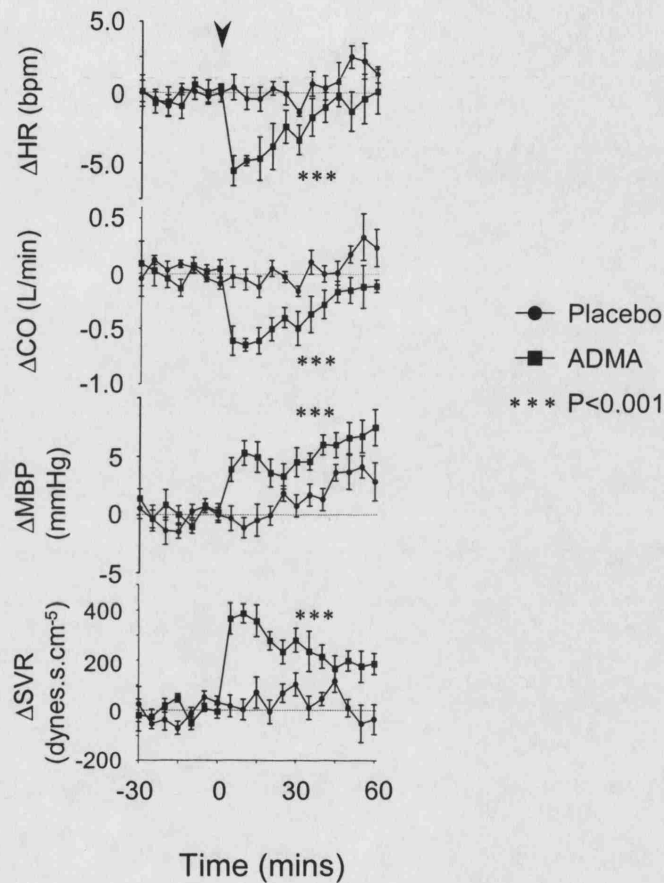 5.0
0
-5.0
ΔHR (bpm)
***
0.5
0
-0.5
-1.0
ΔCO (L/min)
***
Placebo
ADMA
*** P<0.001
10
5
0
-5
ΔMBP
(mmHg)
***
400
200
0
-200
ΔSVR
(dynes.s.cm-5)
***
-30
0
30
60
Time (mins)